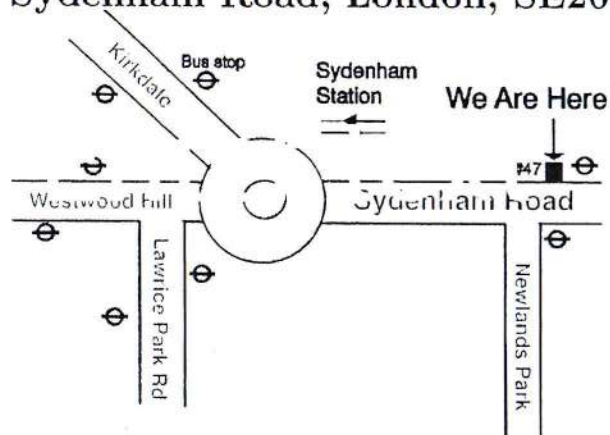 Sydenham Road, London, SE26
Kirkdale
Bus stop
Sydenham
Station
We Are Here
Westwood Hill
Sydenham Road
Lawrice Park Rd
Newlands Park